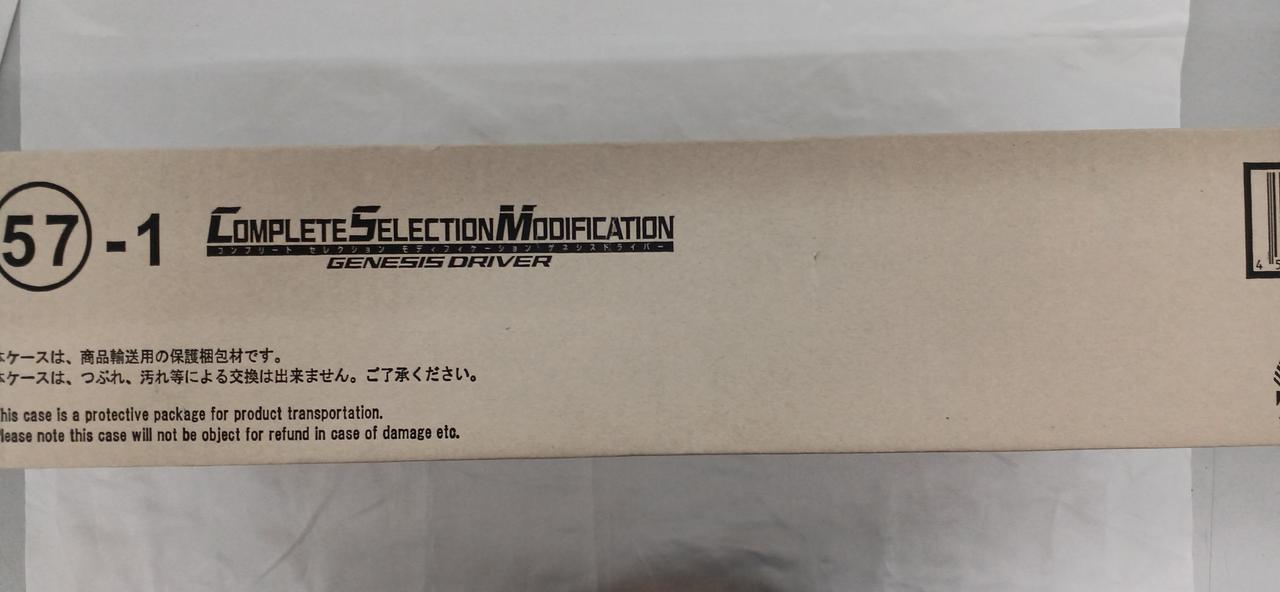 57-1
COMPLETE SELECTION MODIFICATION
コンプリート セレクション モディフィケーション ゲネシスドライバー
GENESIS DRIVER
ケースは、商品輸送用の保護梱包材です。
ケースは、つぶれ、汚れ等による交換は出来ません。ご了承ください。
his case is a protective package for product transportation.
lease note this case will not be object for refund in case of damage etc.
4